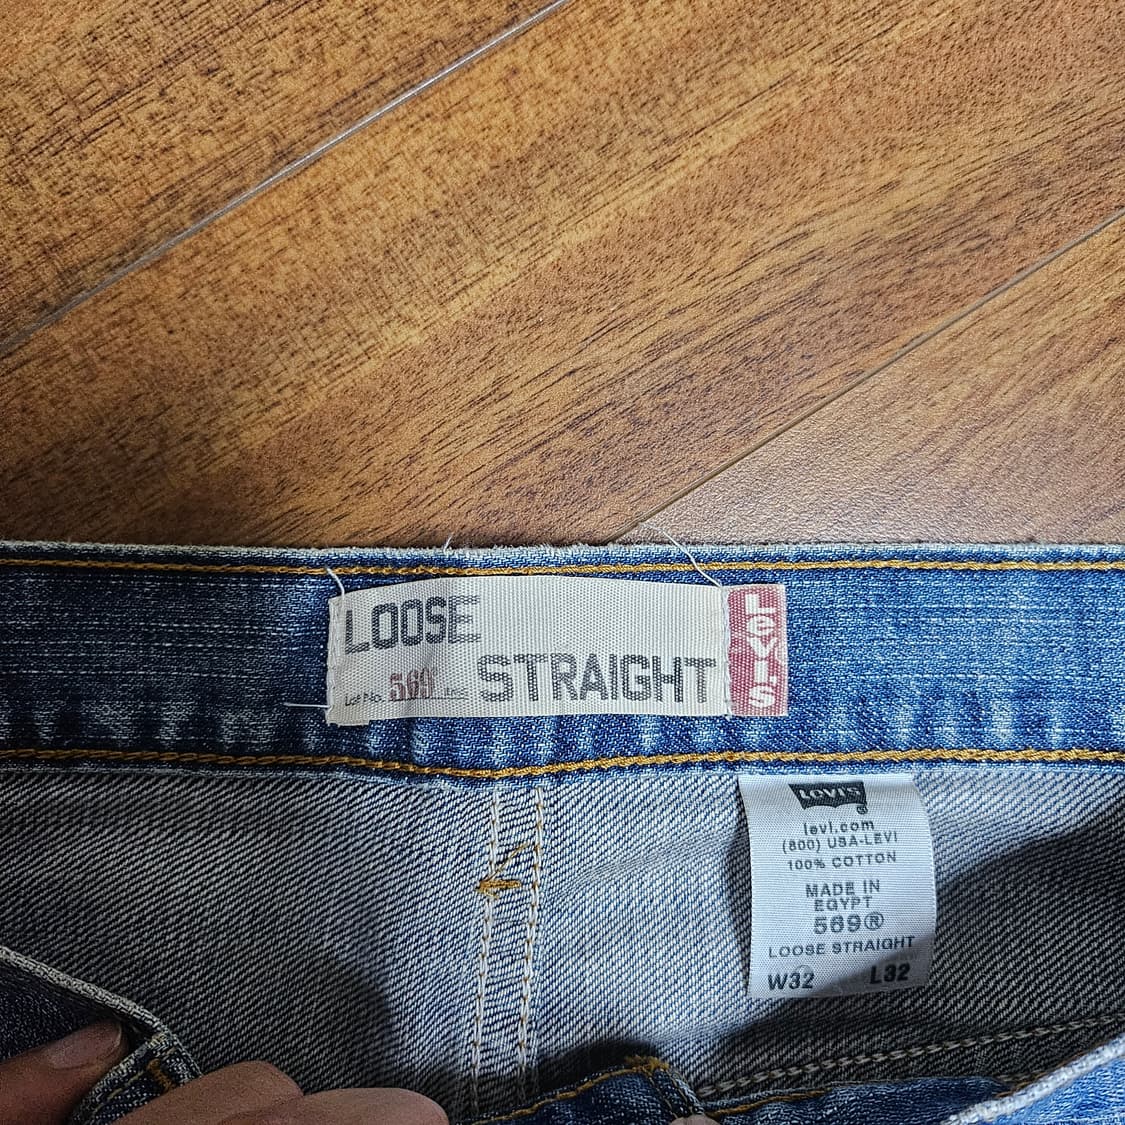 LOOSE
Lot No. 569® STRAIGHT
LEVI'S
LEVI'S®
levi.com
(800) USA-LEVI
100% COTTON
MADE IN
EGYPT
569®
LOOSE STRAIGHT
W32 L32